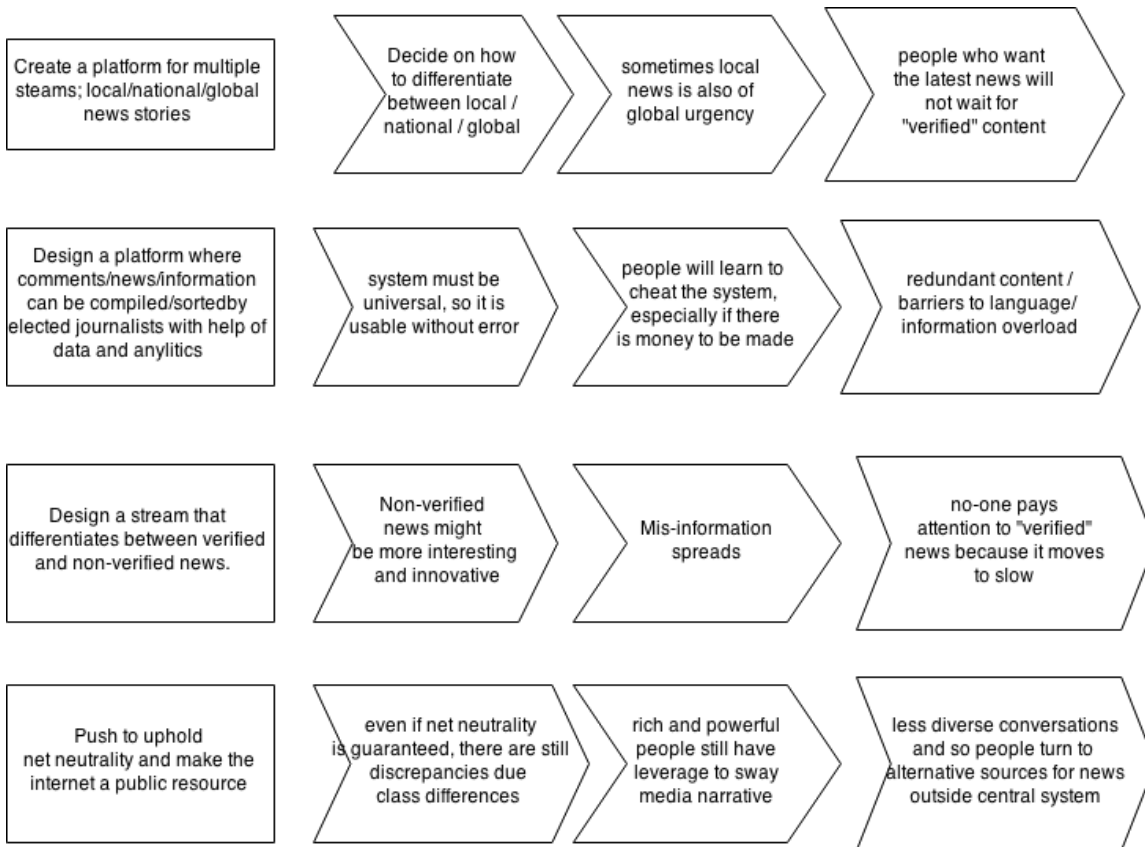 Create a platform for multiple
steams; local/national/global
news stories
Decide on how
to differentiate
between local /
national / global
sometimes local
news is also of
global urgency
people who want
the latest news will
not wait for
"verified" content
Design a platform where
comments/news/information
can be compiled/sortedby
elected journalists with help of
data and anylitics
system must be
universal, so it is
usable without error
people will learn to
cheat the system,
especially if there
is money to be made
redundant content /
barriers to language/
information overload
Design a stream that
differentiates between verified
and non-verified news.
Non-verified
news might
be more interesting
and innovative
Mis-information
spreads
no-one pays
attention to "verified"
news because it moves
to slow
Push to uphold
net neutrality and make the
internet a public resource
even if net neutrality
is guaranteed, there are still
discrepancies due
class differences
rich and powerful
people still have
leverage to sway
media narrative
less diverse conversations
and so people turn to
alternative sources for news
outside central system